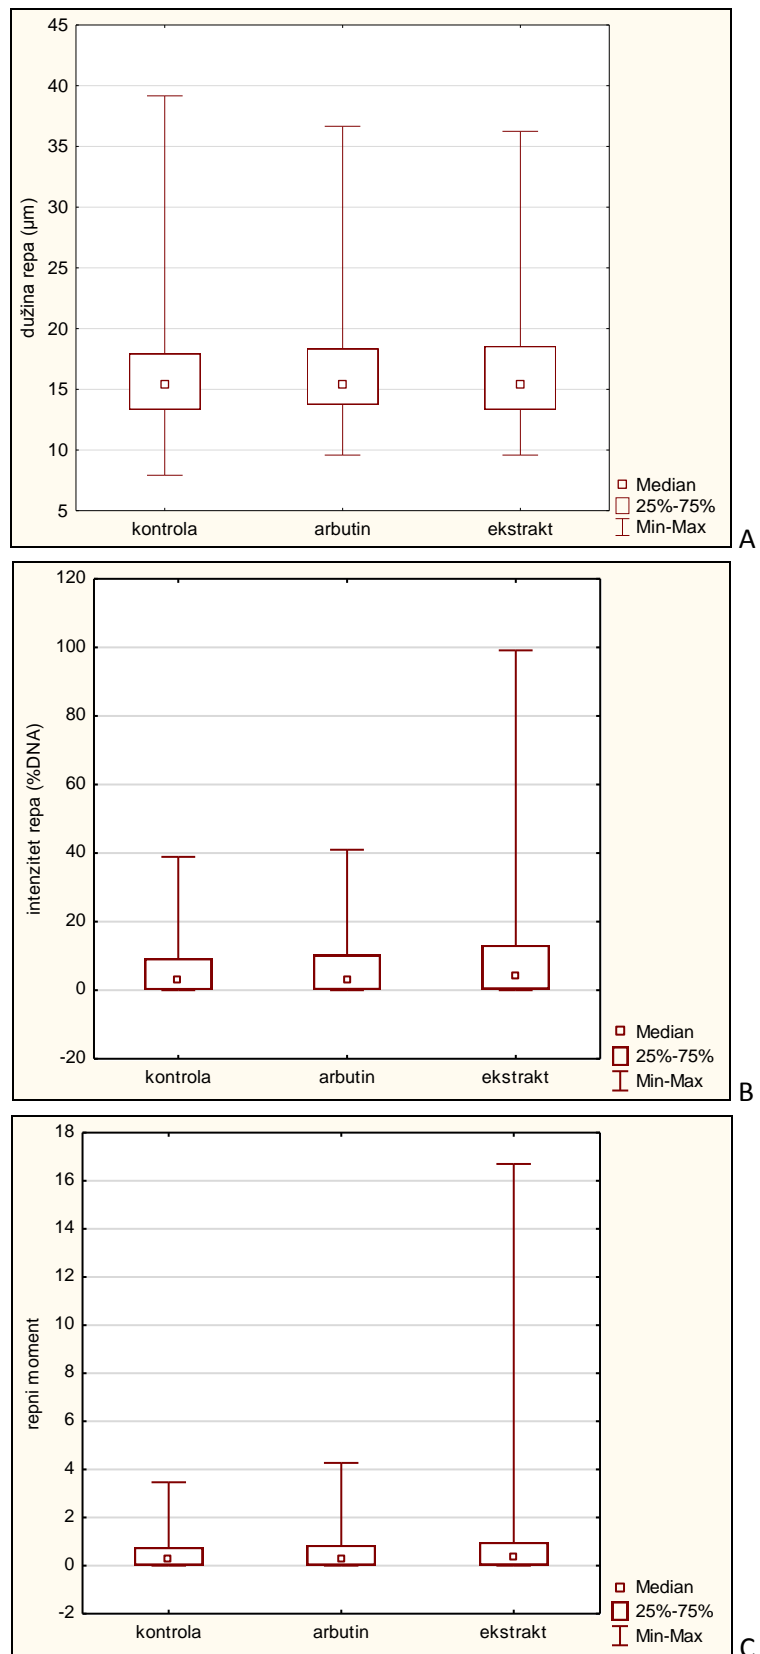 45
40
35
30
25
20
15
10
5
dužina repa (µm)
kontrola
arbutin
ekstrakt
Median
25%-75%
Min-Max
A
120
100
80
60
40
20
0
-20
intenzitet repa (%DNA)
kontrola
arbutin
ekstrakt
Median
25%-75%
Min-Max
B
18
16
14
12
10
8
6
4
2
0
-2
repni moment
kontrola
arbutin
ekstrakt
Median
25%-75%
Min-Max
C